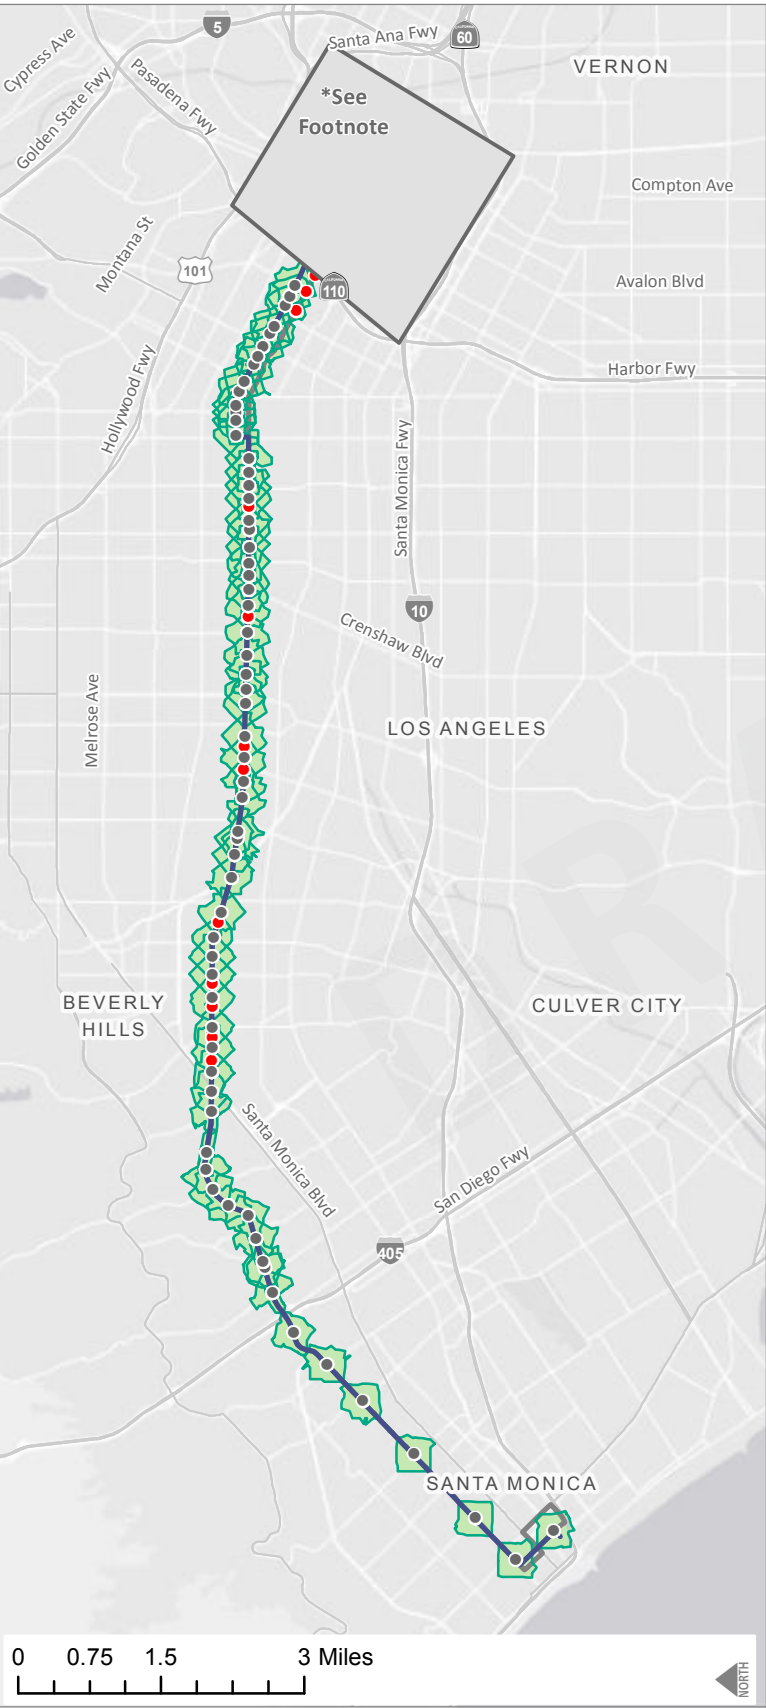 5
Santa Ana Fwy
60
Cypress Ave
VERNON
Pasadena Fwy
Golden State Fwy
*See
Footnote
Compton Ave
Montana St
101
Avalon Blvd
110
Harbor Fwy
Hollywood Fwy
Santa Monica Fwy
10
Crenshaw Blvd
Melrose Ave
LOS ANGELES
BEVERLY
HILLS
CULVER CITY
Santa Monica Blvd
San Diego Fwy
405
SANTA MONICA
0 0.75 1.5 3 Miles
NORTH